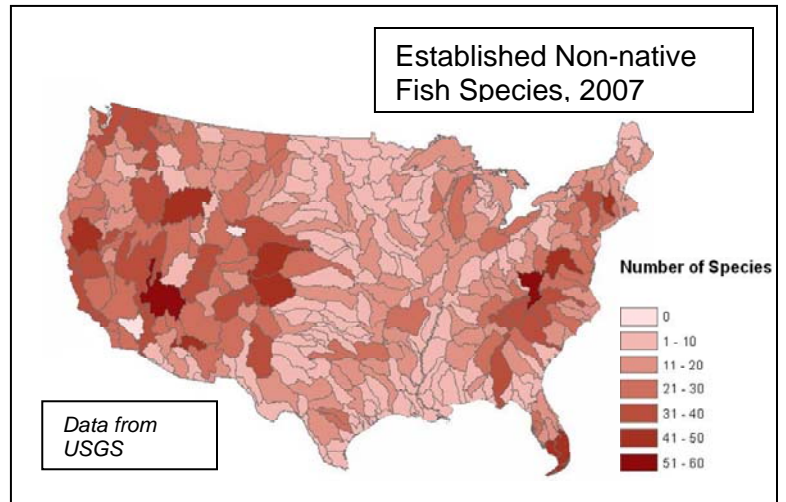 Established Non-native
Fish Species, 2007
Number of Species
0
1 - 10
11 - 20
21 - 30
31 - 40
41 - 50
51 - 60
Data from
USGS